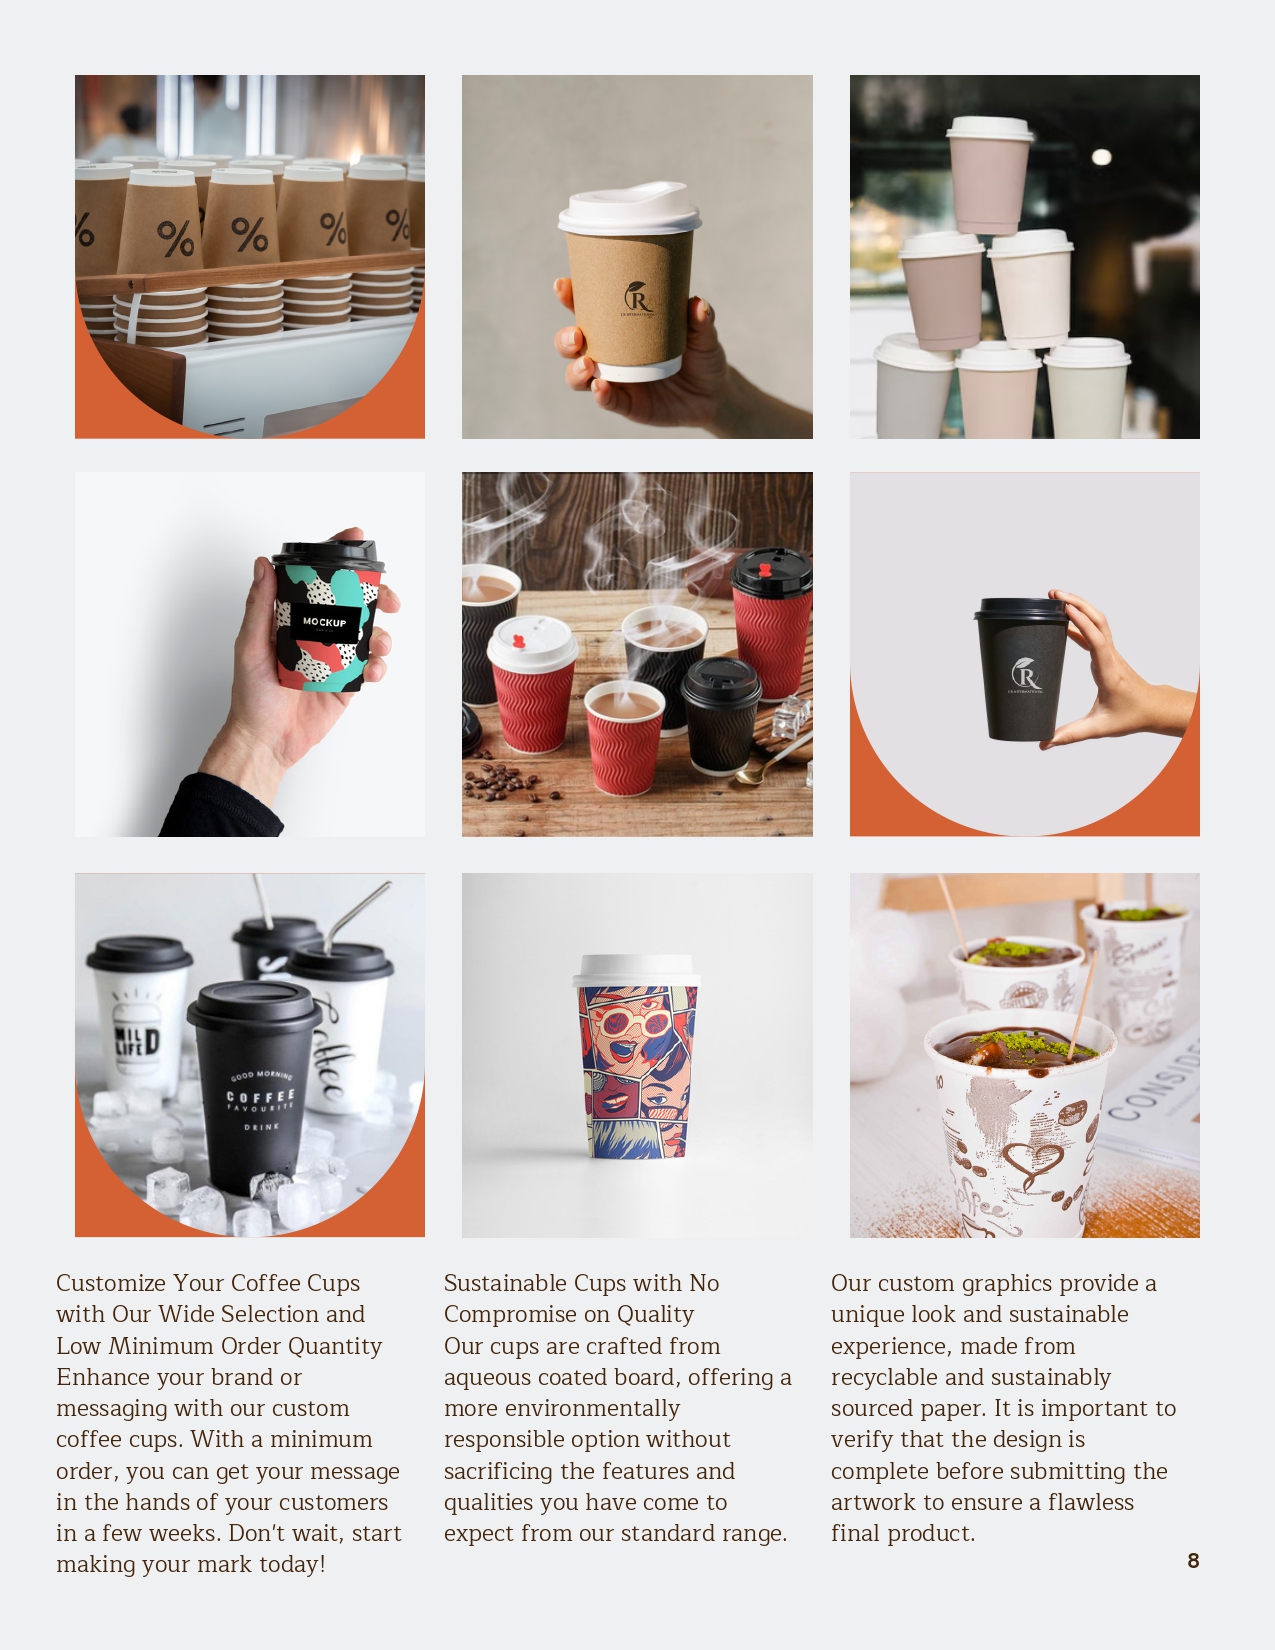 %
%
%
%
%
R
R
MOCKUP
MILD
LIFE
Coffee
GOOD MORNING
COFFEE
FAVOURITE
DRINK
Espresso
CONSIDE
coffee
Customize Your Coffee Cups
with Our Wide Selection and
Low Minimum Order Quantity
Enhance your brand or
messaging with our custom
coffee cups. With a minimum
order, you can get your message
in the hands of your customers
in a few weeks. Don't wait, start
making your mark today!
Sustainable Cups with No
Compromise on Quality
Our cups are crafted from
aqueous coated board, offering a
more environmentally
responsible option without
sacrificing the features and
qualities you have come to
expect from our standard range.
Our custom graphics provide a
unique look and sustainable
experience, made from
recyclable and sustainably
sourced paper. It is important to
verify that the design is
complete before submitting the
artwork to ensure a flawless
final product.
8